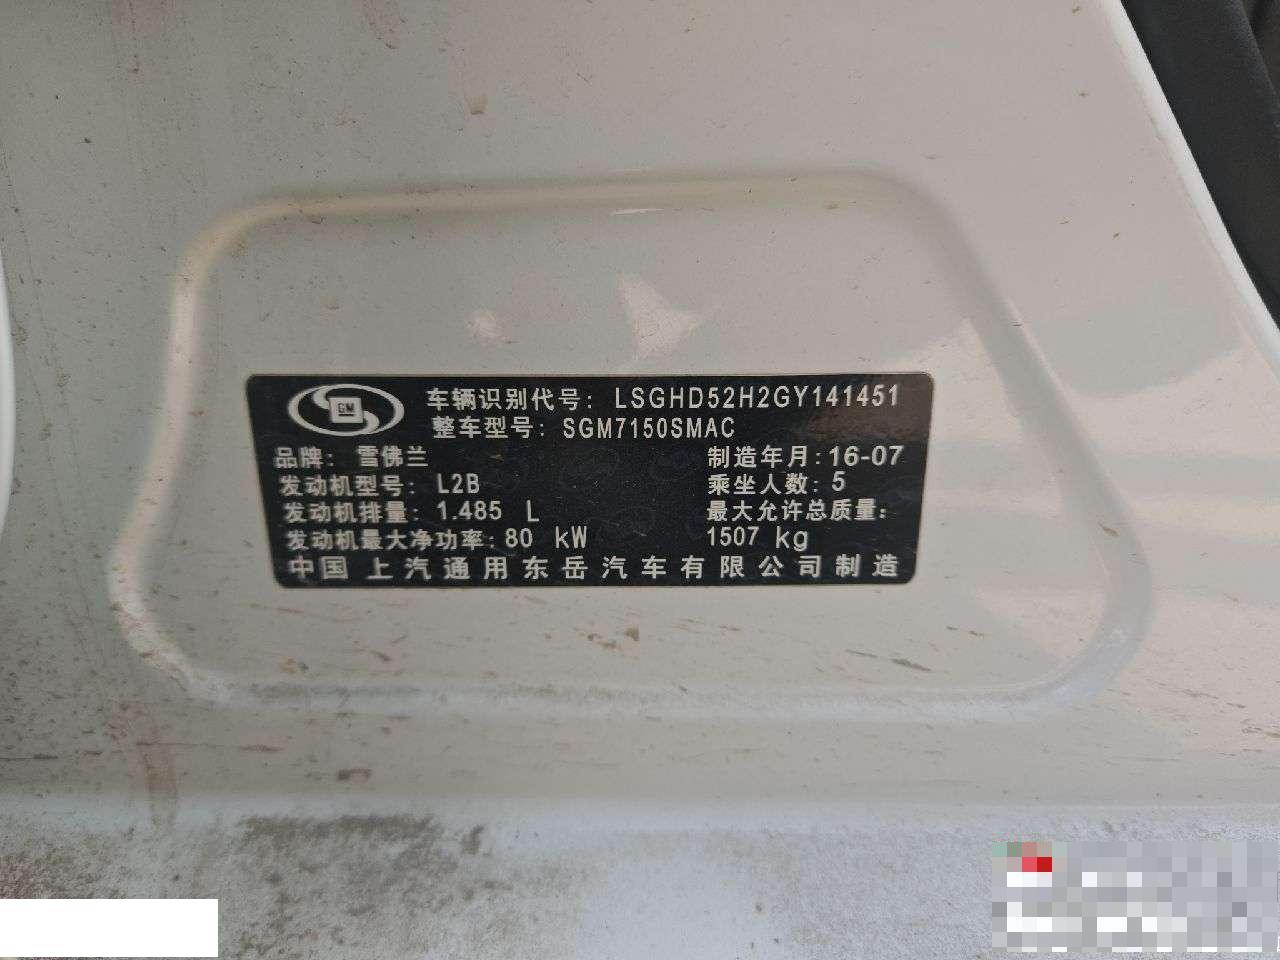 GM
车辆识别代号: LSGHD52H2GY141451
整车型号: SGM7150SMAC
品牌: 雪佛兰
制造年月:16-07
发动机型号: L2B
乘坐人数: 5
发动机排量: 1.485 L
最大允许总质量:
发动机最大净功率:80 kW
1507 kg
中国 上汽通用东岳汽车有限公司制造